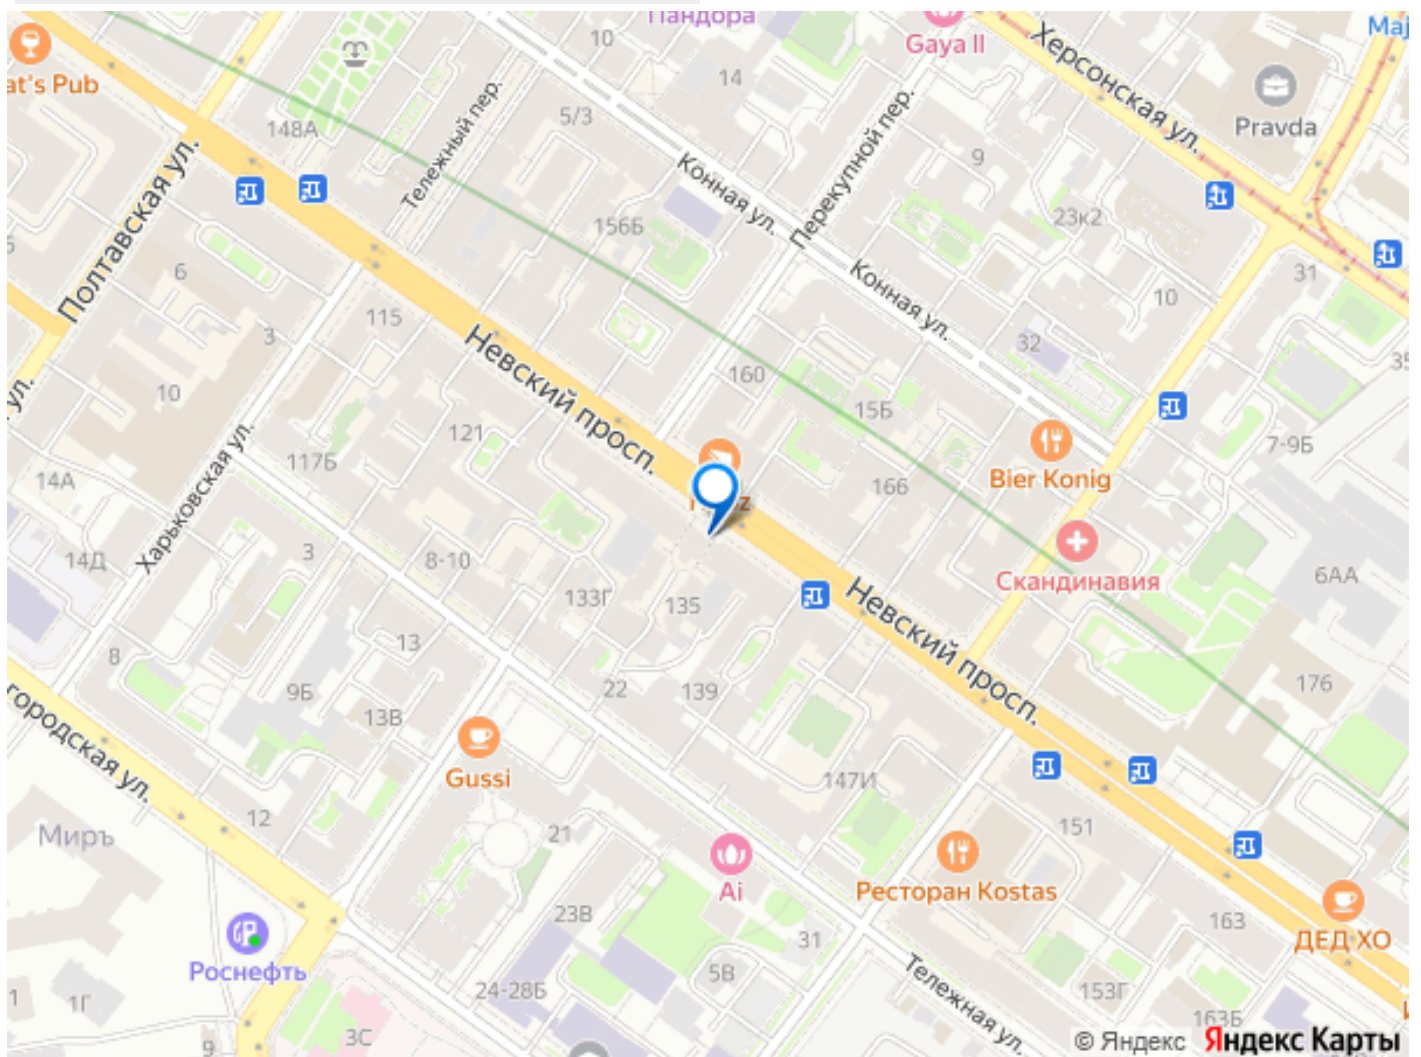 Пандора
Gaya II
Maj
at's Pub
Херсонская ул.
Pravda
10
14
5/3
148А
Тележный пер.
Перекупной пер.
9
Полтавская ул.
Конная ул.
156Б
23к2
6
31
Конная ул.
10
115
3
Невский просп.
32
35
160
10
15Б
ул.
121
7-9Б
117Б
Bier Konig
14А
166
Харьковская ул.
14Д
3
8-10
Скандинавия
6АА
133Г
135
Невский просп.
13
8
22
139
176
9Б
13В
городская ул.
Gussi
147И
12
21
151
Миръ
Ai
Ресторан Kostas
23В
163
31
ДЕД ХО
Роснефть
5В
24-28Б
Тележная ул.
153Г
1
1Г
163Б
3С
9
© Яндекс
Яндекс Карты